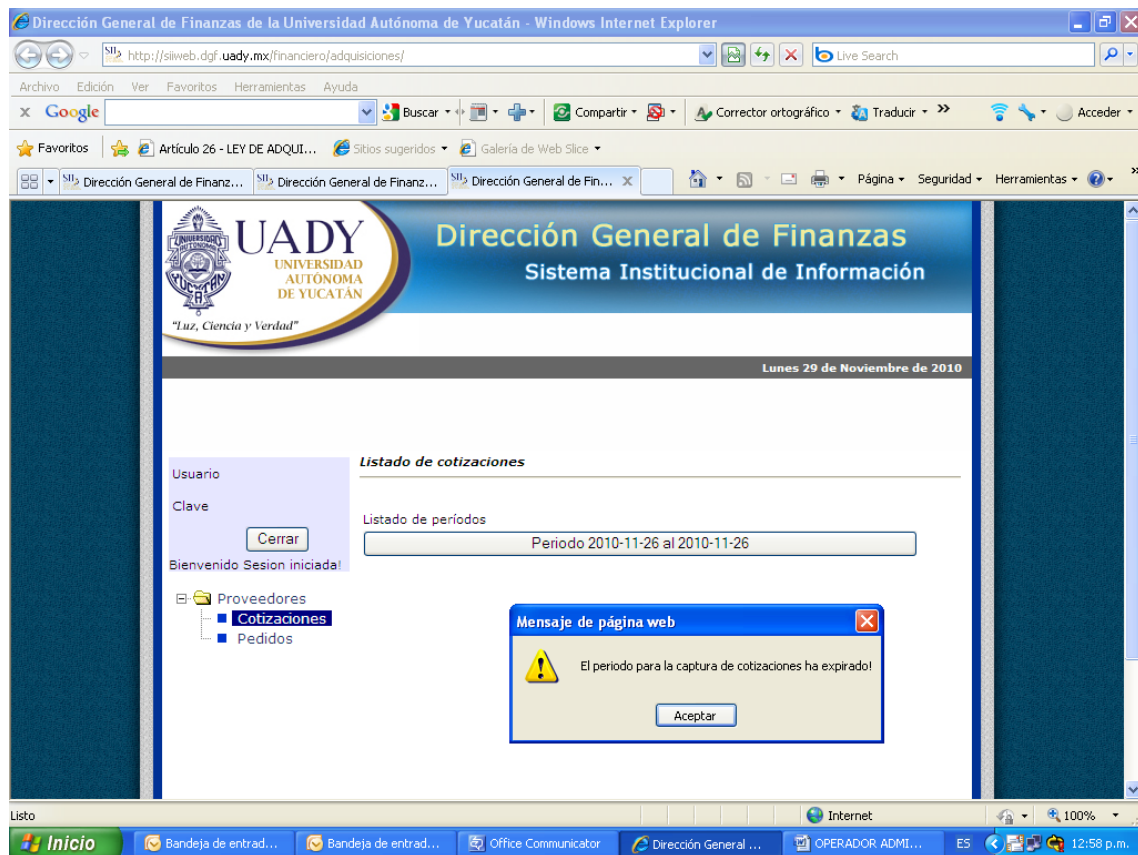 Dirección General de Finanzas de la Universidad Autónoma de Yucatán - Windows Internet Explorer
http://siiweb.dgf.uady.mx/financiero/adquisiciones/
Live Search
Archivo Edición Ver Favoritos Herramientas Ayuda
x Google Buscar Compartir Corrector ortográfico Traducir » Acceder
Favoritos Artículo 26 - LEY DE ADQUI... Sitios sugeridos Galería de Web Slice
Dirección General de Finanz... Dirección General de Finanz... Dirección General de Fin... X Página Seguridad Herramientas »
UADY
UNIVERSIDAD
AUTÓNOMA
DE YUCATÁN
"Luz, Ciencia y Verdad"
Dirección General de Finanzas
Sistema Institucional de Información
Lunes 29 de Noviembre de 2010
Usuario
Clave
Cerrar
Bienvenido Sesion iniciada!
Proveedores
Cotizaciones
Pedidos
Listado de cotizaciones
Listado de períodos
Periodo 2010-11-26 al 2010-11-26
Mensaje de página web
El periodo para la captura de cotizaciones ha expirado!
Aceptar
Listo Internet 100%
Inicio Bandeja de entrad... Bandeja de entrad... Office Communicator Dirección General ... OPERADOR ADMI... ES 12:58 p.m.